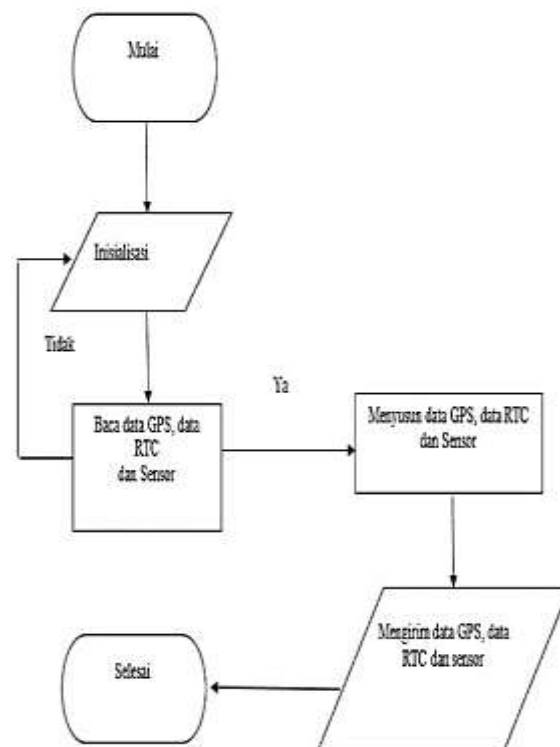 Mulai
Inisialisasi
Tidak
Ya
Baca data GPS, data
RTC
dan Sensor
Menyusun data GPS, data RTC
dan Sensor
Mengirim data GPS, data
RTC dan sensor
Selesai